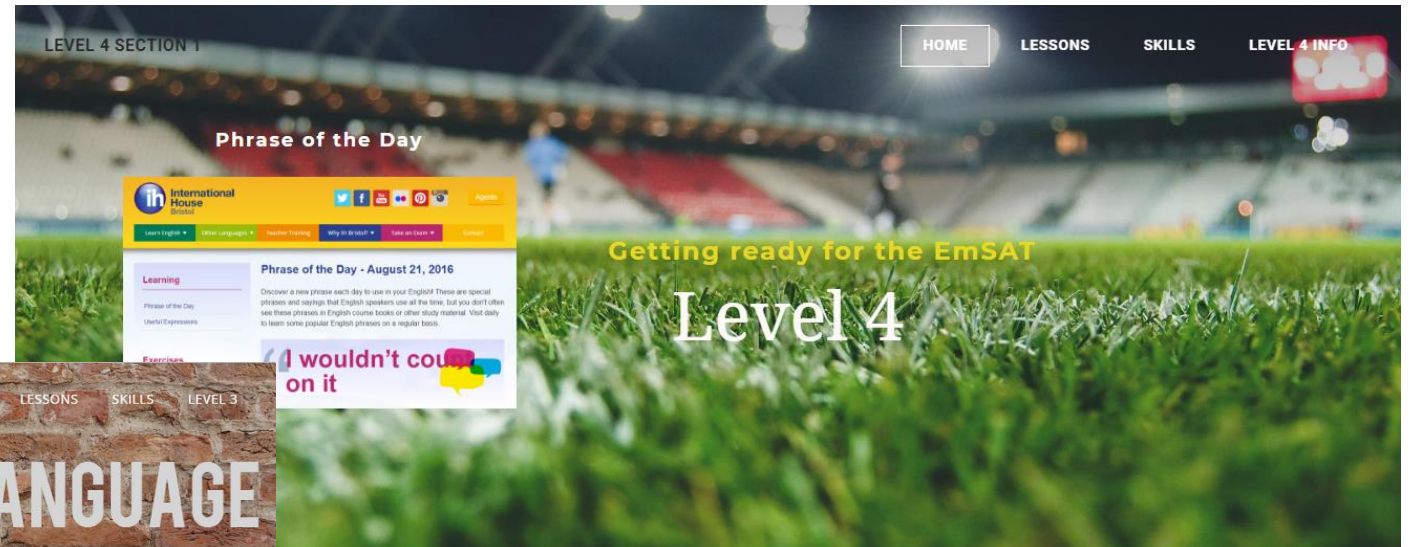 LEVEL 4 SECTION 1
HOME LESSONS SKILLS LEVEL 4 INFO
Phrase of the Day
ih International
House
Bristol
Agents
Learn English Other Languages Teacher Training Why IH Bristol? Take an Exam Contact
Learning
Phrase of the Day
Useful Expressions
Exercises
Phrase of the Day - August 21, 2016
Discover a new phrase each day to use in your English! These are special
phrases and sayings that English speakers use all the time, but you don't often
see these phrases in English course books or other study material. Visit daily
to learn some popular English phrases on a regular basis.
I wouldn't count
on it
Getting ready for the EmSAT
Level 4
LESSONS SKILLS LEVEL 3
ANGUAGE